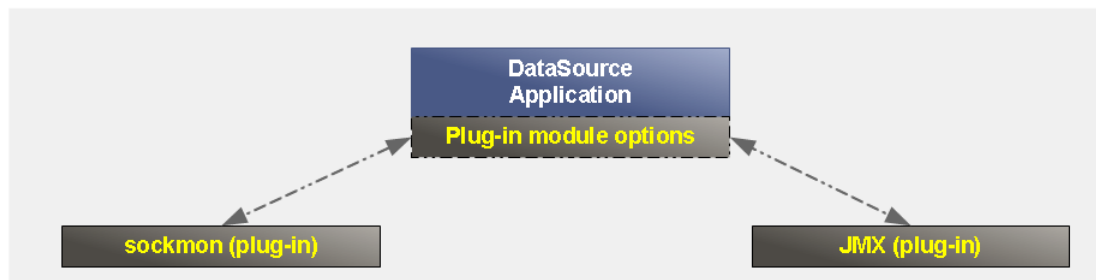 DataSource
Application
Plug-in module options
sockmon (plug-in)
JMX (plug-in)